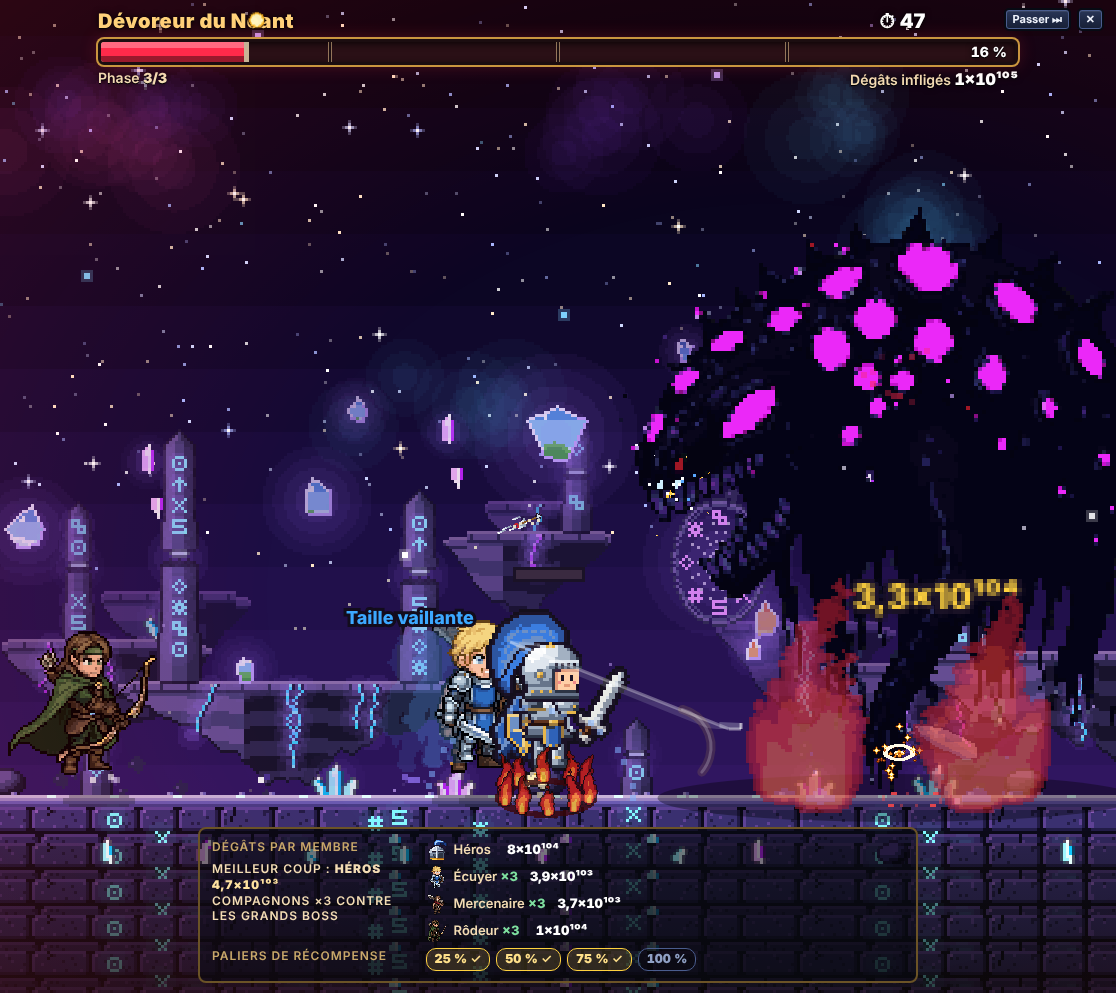 Dévoreur du Néant
⏱ 47
Passer ⏭
✕
16 %
Phase 3/3
Dégâts infligés 1×10¹⁰⁵
3,3×10¹⁰⁴
Taille vaillante
DÉGÂTS PAR MEMBRE
MEILLEUR COUP : HÉROS
4,7×10¹⁰³
COMPAGNONS ×3 CONTRE
LES GRANDS BOSS
Héros 8×10¹⁰⁴
Écuyer ×3 3,9×10¹⁰³
Mercenaire ×3 3,7×10¹⁰³
Rôdeur ×3 1×10¹⁰⁴
PALIERS DE RÉCOMPENSE
25 % ✓ 50 % ✓ 75 % ✓ 100 %